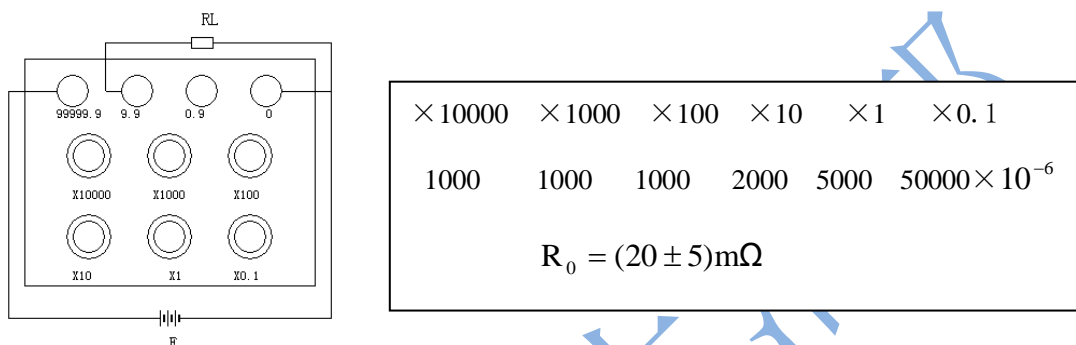 RL
99999.9 9.9 0.9 0
X10000 X1000 X100
X10 X1 X0.1
E
×10000 ×1000 ×100 ×10 ×1 ×0.1
1000 1000 1000 2000 5000 50000×10⁻⁶
R₀ = (20 ± 5)mΩ